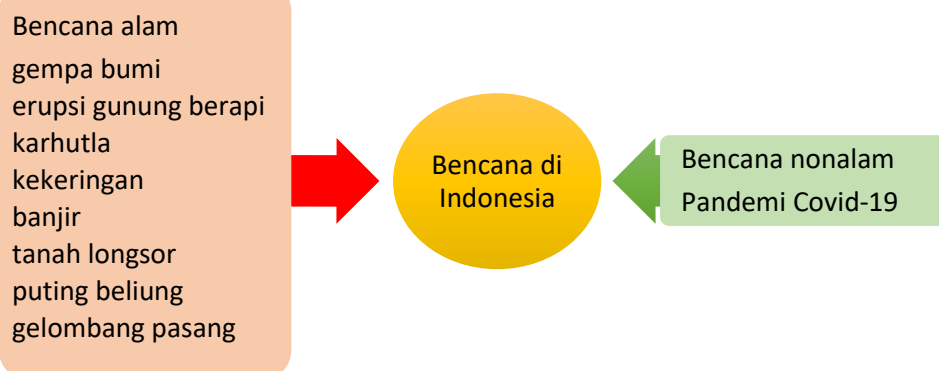 Bencana alam
gempa bumi
erupsi gunung berapi
karhutla
kekeringan
banjir
tanah longsor
puting beliung
gelombang pasang
Bencana di
Indonesia
Bencana nonalam
Pandemi Covid-19